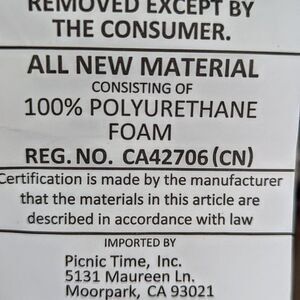 REMOVED EXCEPT BY
THE CONSUMER.
ALL NEW MATERIAL
CONSISTING OF
100% POLYURETHANE
FOAM
REG. NO. CA42706 (CN)
Certification is made by the manufacturer
that the materials in this article are
described in accordance with law
IMPORTED BY
Picnic Time, Inc.
5131 Maureen Ln.
Moorpark, CA 93021